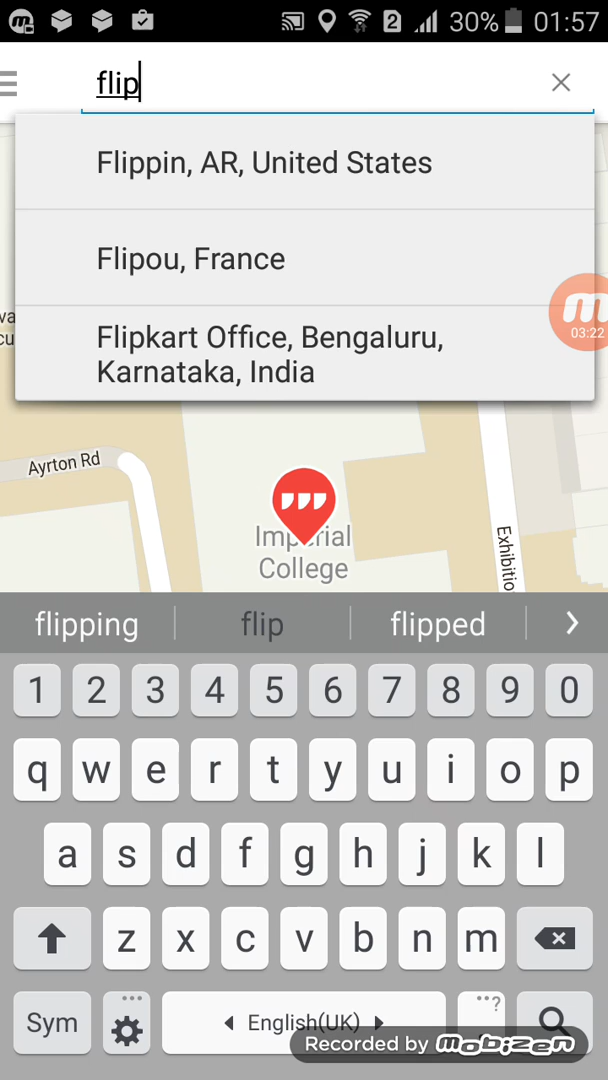 2 30% 01:57
flip
Flippin, AR, United States
Flipou, France
Flipkart Office, Bengaluru,
Karnataka, India
03:22
Ayrton Rd
Imperial
College
Exhibitio
flipping flip flipped
1 2 3 4 5 6 7 8 9 0
q w e r t y u i o p
a s d f g h j k l
z x c v b n m
Sym English(UK) ?
Recorded by mobizen